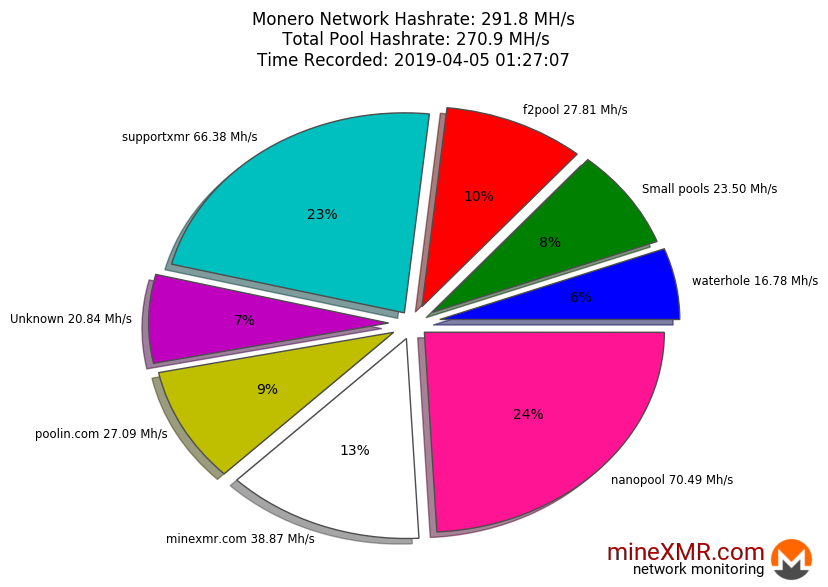 Monero Network Hashrate: 291.8 MH/s
Total Pool Hashrate: 270.9 MH/s
Time Recorded: 2019-04-05 01:27:07
f2pool 27.81 Mh/s
supportxmr 66.38 Mh/s
Small pools 23.50 Mh/s
10%
23%
8%
waterhole 16.78 Mh/s
6%
Unknown 20.84 Mh/s
7%
9%
24%
poolin.com 27.09 Mh/s
13%
nanopool 70.49 Mh/s
minexmr.com 38.87 Mh/s
mineXMR.com
network monitoring